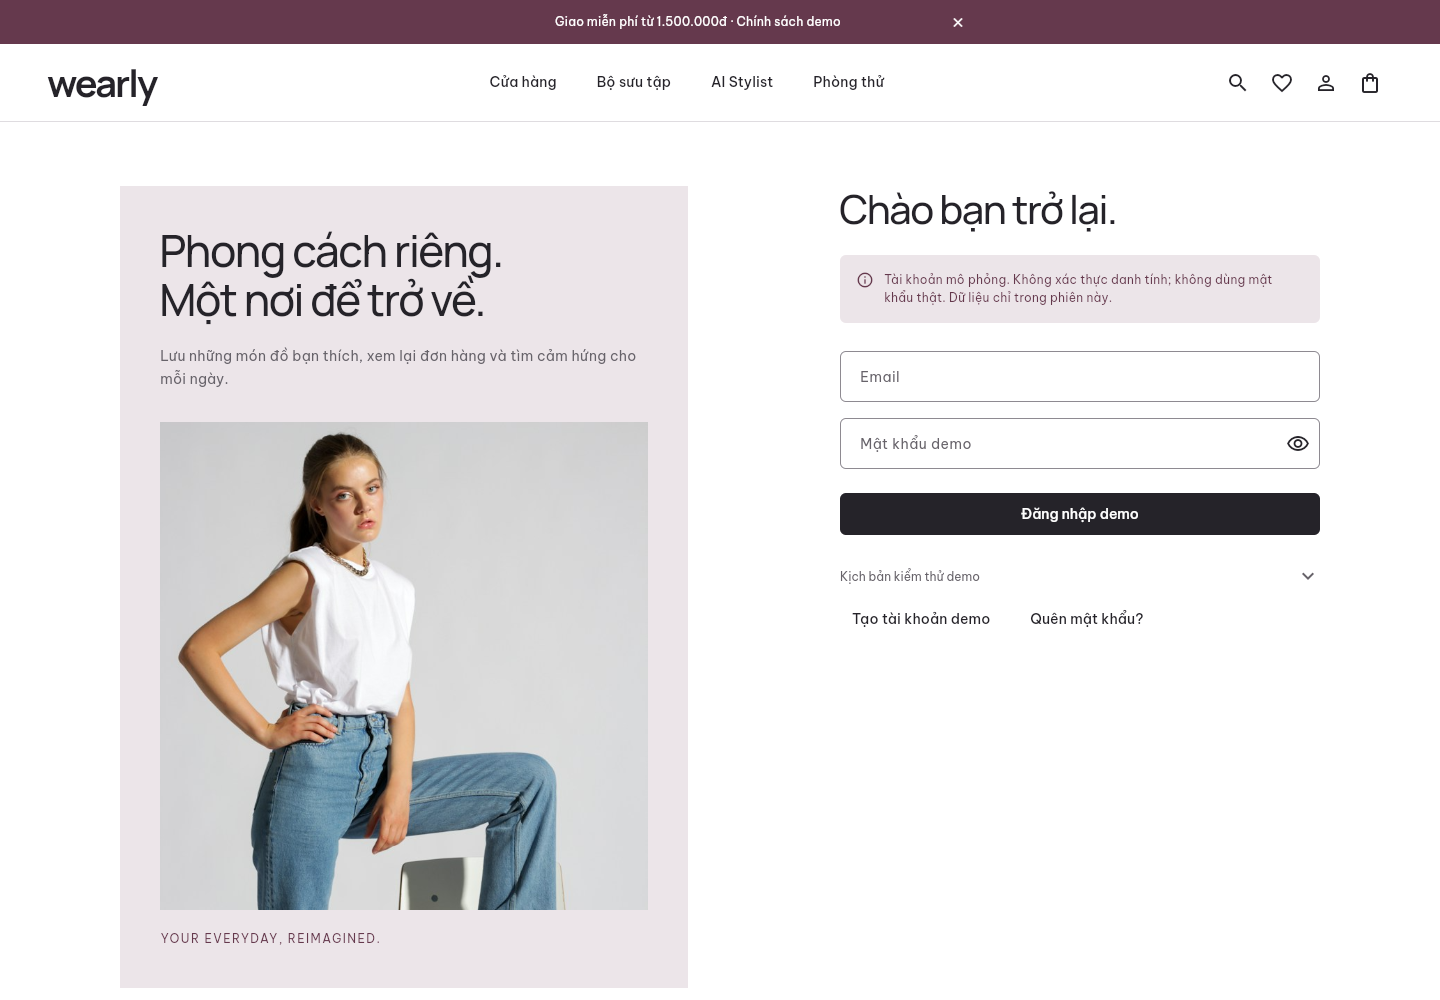 Giao miễn phí từ 1.500.000đ · Chính sách demo
wearly
Cửa hàng
Bộ sưu tập
AI Stylist
Phòng thử
Phong cách riêng.
Một nơi để trở về.
Lưu những món đồ bạn thích, xem lại đơn hàng và tìm cảm hứng cho
mỗi ngày.
YOUR EVERYDAY, REIMAGINED.
Chào bạn trở lại.
Tài khoản mô phỏng. Không xác thực danh tính; không dùng mật
khẩu thật. Dữ liệu chỉ trong phiên này.
Email
Mật khẩu demo
Đăng nhập demo
Kịch bản kiểm thử demo
Tạo tài khoản demo
Quên mật khẩu?